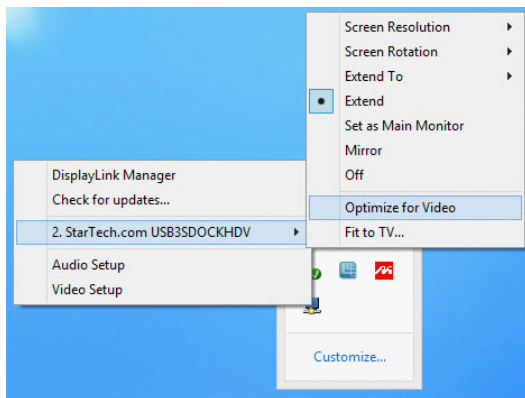 Screen Resolution
Screen Rotation
Extend To
Extend
Set as Main Monitor
Mirror
Off
Optimize for Video
Fit to TV...
DisplayLink Manager
Check for updates...
2. StarTech.com USB3SDOCKHDV
Audio Setup
Video Setup
Customize...